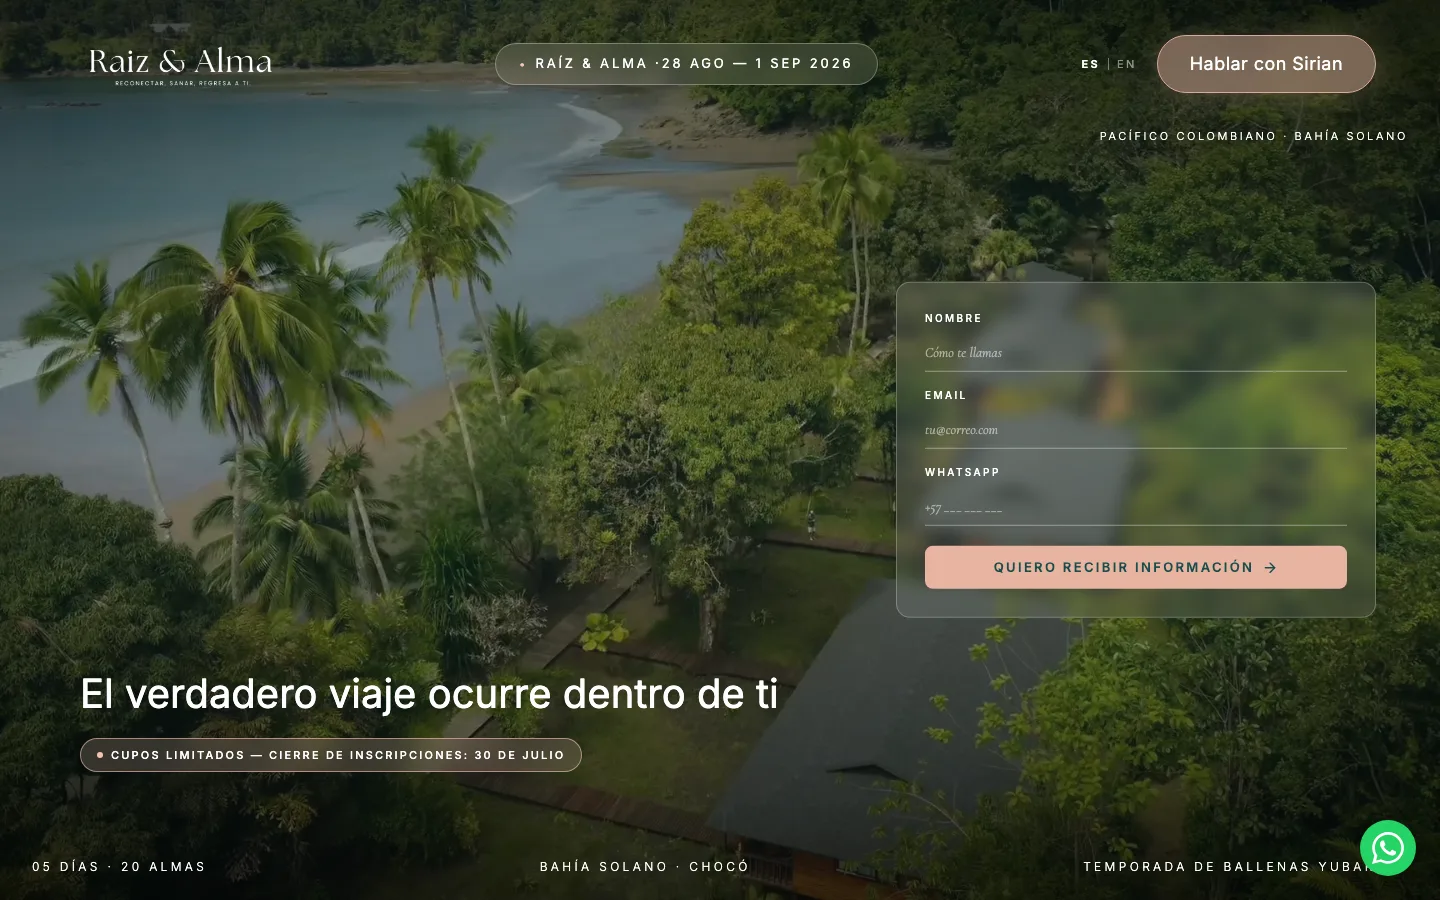 Raiz & Alma
RECONECTAR, SANAR, REGRESA A TI.
RAÍZ & ALMA ·28 AGO — 1 SEP 2026
ES | EN
Hablar con Sirian
PACÍFICO COLOMBIANO · BAHÍA SOLANO
NOMBRE
Cómo te llamas
EMAIL
tu@correo.com
WHATSAPP
+57 ___ ___ ___
QUIERO RECIBIR INFORMACIÓN →
El verdadero viaje ocurre dentro de ti
CUPOS LIMITADOS — CIERRE DE INSCRIPCIONES: 30 DE JULIO
05 DÍAS · 20 ALMAS
BAHÍA SOLANO · CHOCÓ
TEMPORADA DE BALLENAS